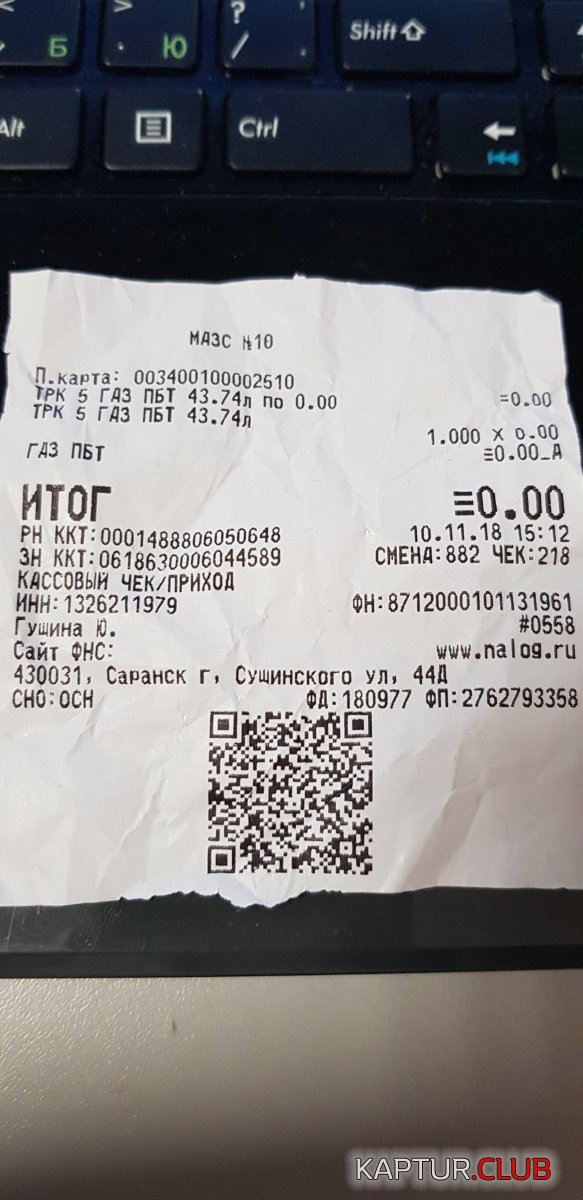 <
Б
>
.
Ю
?
/
.
Shift
Alt
Ctrl
МАЗС №10
П.карта: 003400100002510
ТРК 5 ГАЗ ПБТ 43.74л по 0.00 =0.00
ТРК 5 ГАЗ ПБТ 43.74л
1.000 X 0.00
ГАЗ ПБТ ≡0.00_А
ИТОГ ≡0.00
РН ККТ:0001488806050648 10.11.18 15:12
ЗН ККТ:0618630006044589 СМЕНА:882 ЧЕК:218
КАССОВЫЙ ЧЕК/ПРИХОД
ИНН:1326211979 ФН:8712000101131961
Гущина Ю. #0558
Сайт ФНС: www.nalog.ru
430031, Саранск г, Сущинского ул, 44Д
СНО:ОСН ФД:180977 ФП:2762793358
KAPTUR.CLUB